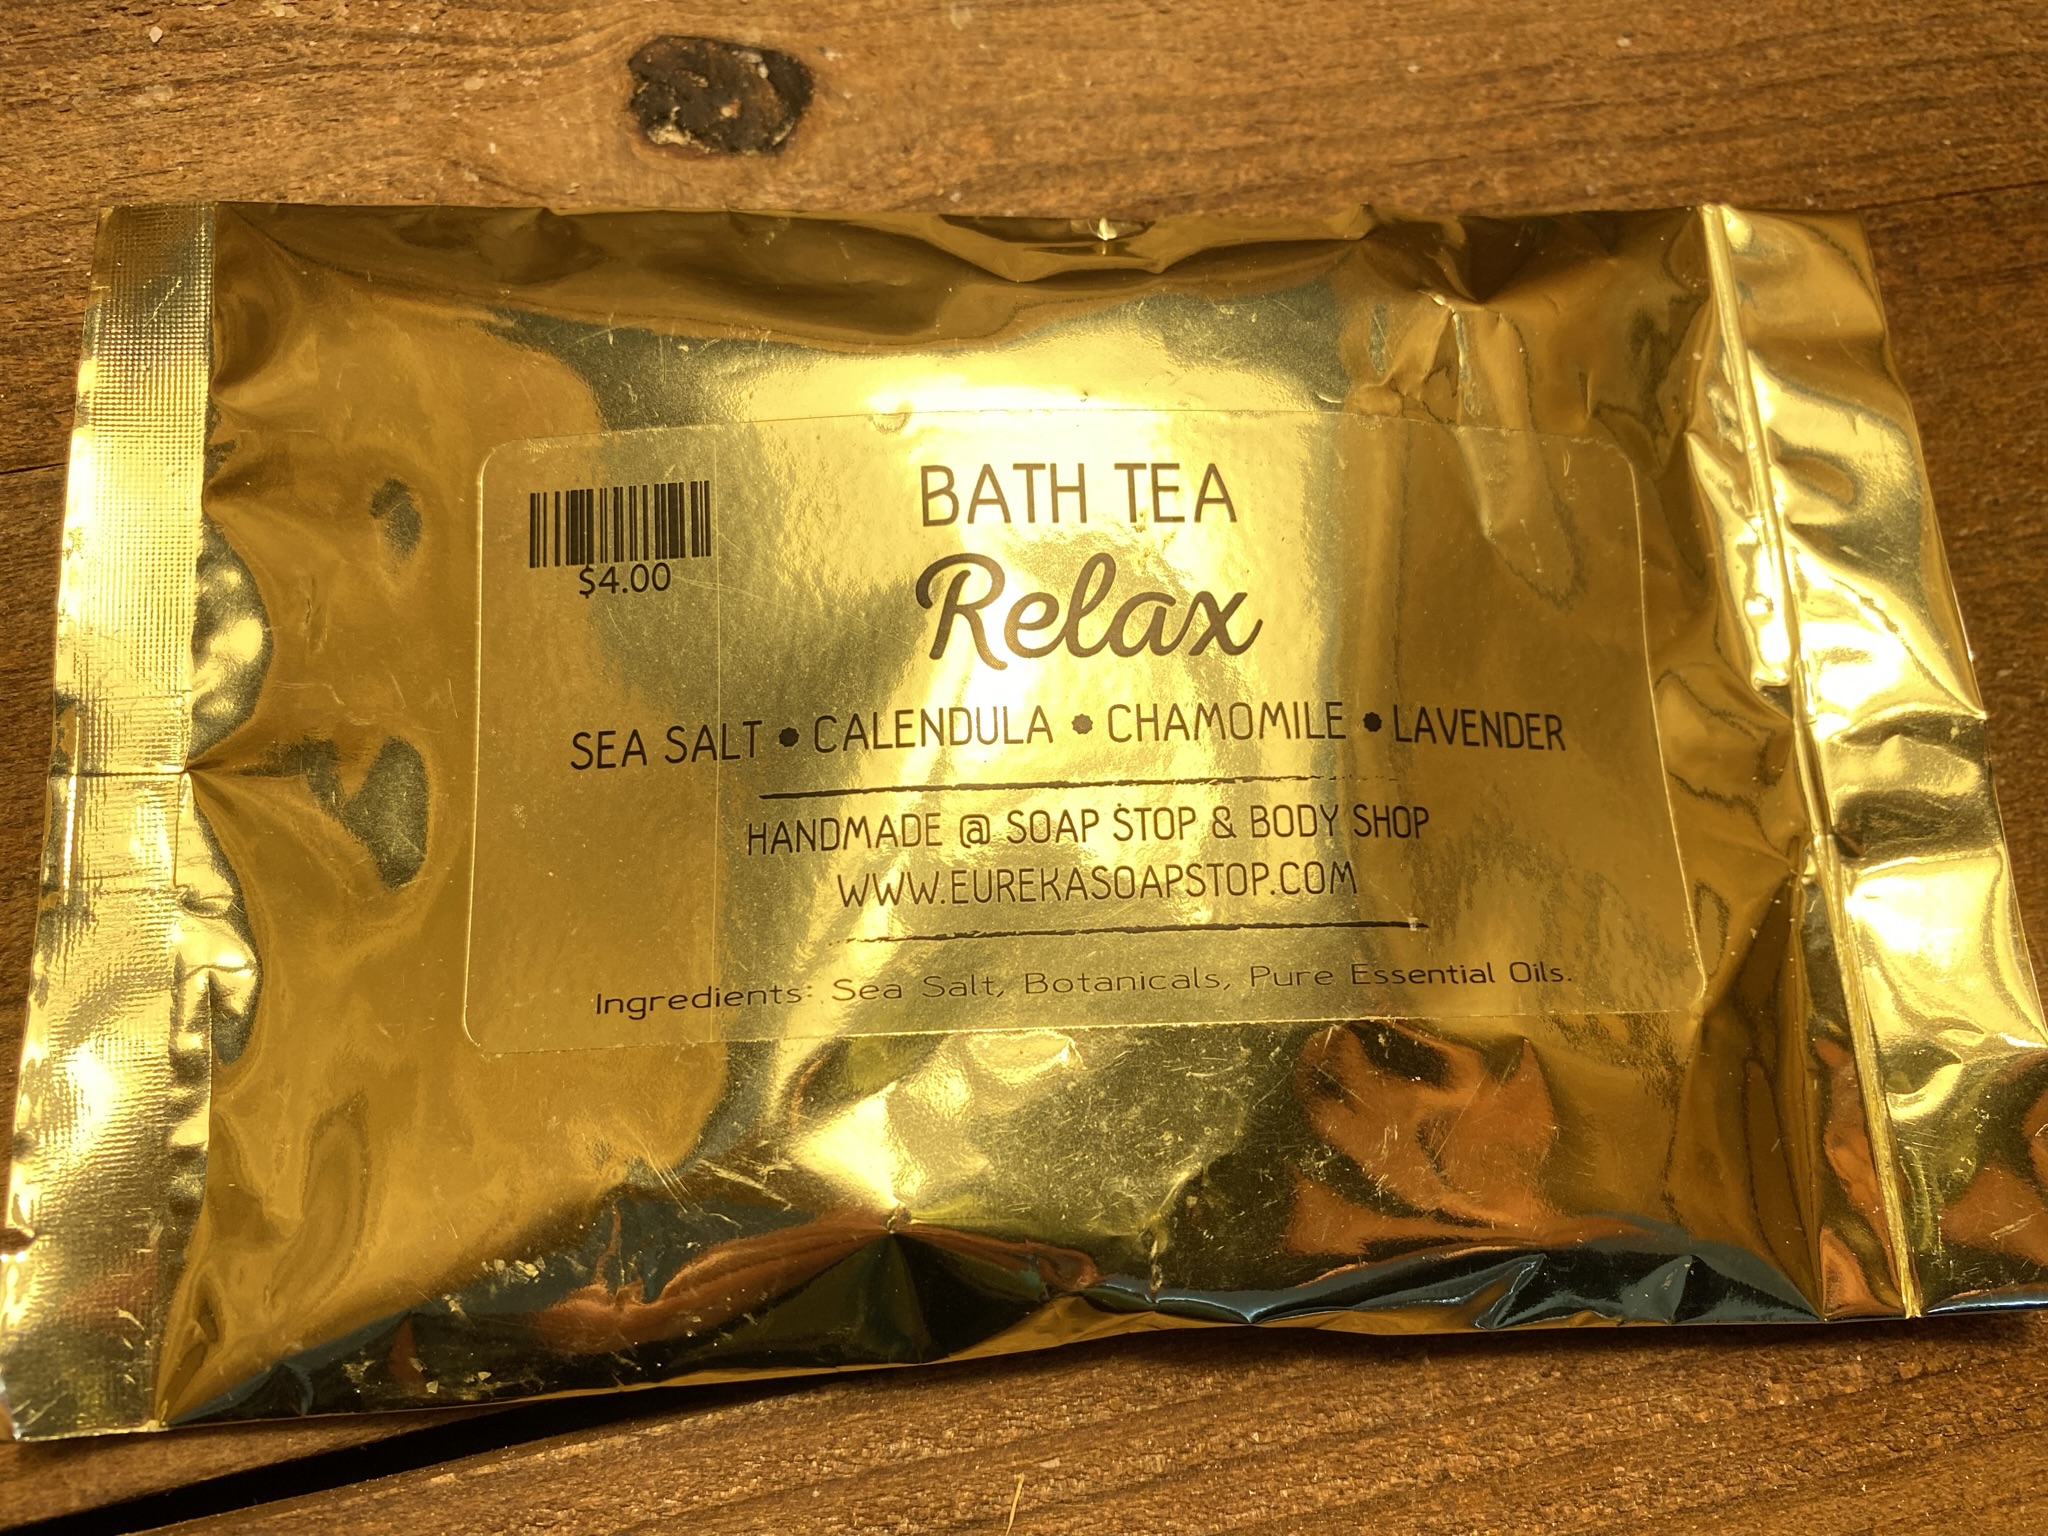 $4.00
BATH TEA
Relax
SEA SALT • CALENDULA • CHAMOMILE • LAVENDER
HANDMADE @ SOAP STOP & BODY SHOP
WWW.EUREKASOAPSTOP.COM
Ingredients: Sea Salt, Botanicals, Pure Essential Oils.